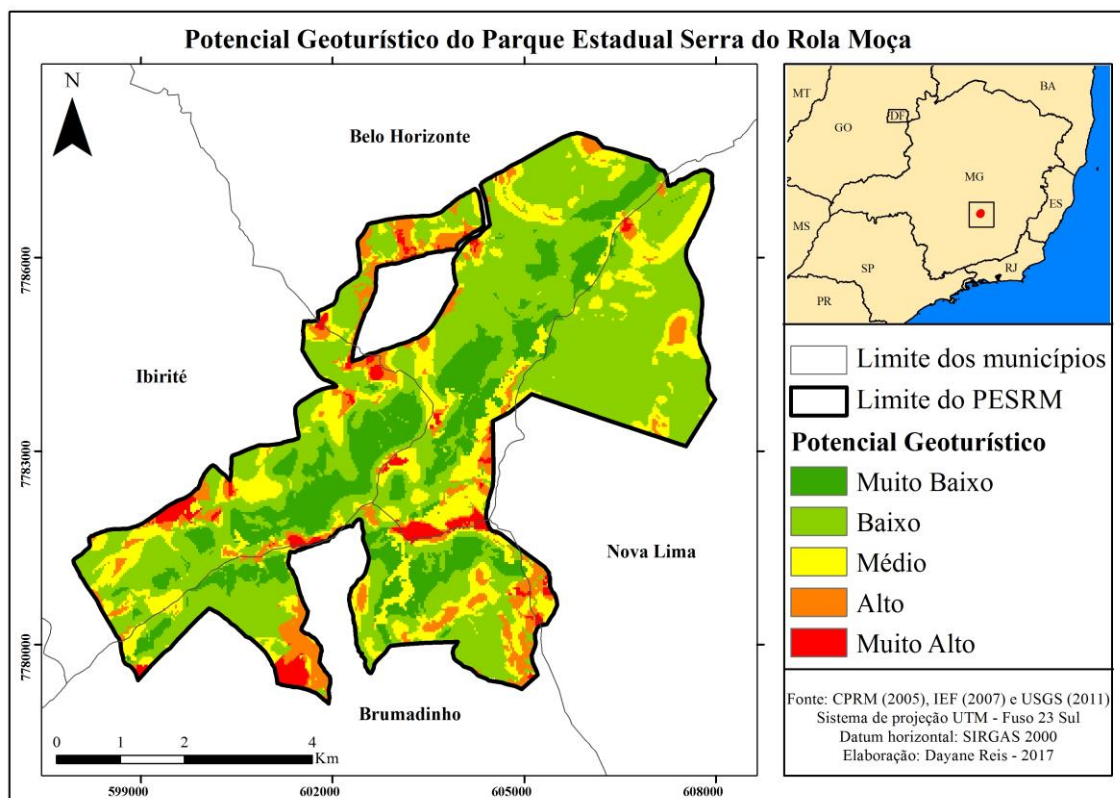 Potencial Geoturístico do Parque Estadual Serra do Rola Moça
N
Belo Horizonte
Ibirité
Nova Lima
Brumadinho
7786000
7783000
7780000
599000
602000
605000
608000
0 1 2 4
Km
MT
BA
GO
DF
MG
ES
MS
SP
RJ
PR
Limite dos municípios
Limite do PESRM
Potencial Geoturístico
Muito Baixo
Baixo
Médio
Alto
Muito Alto
Fonte: CPRM (2005), IEF (2007) e USGS (2011)
Sistema de projeção UTM - Fuso 23 Sul
Datum horizontal: SIRGAS 2000
Elaboração: Dayane Reis - 2017